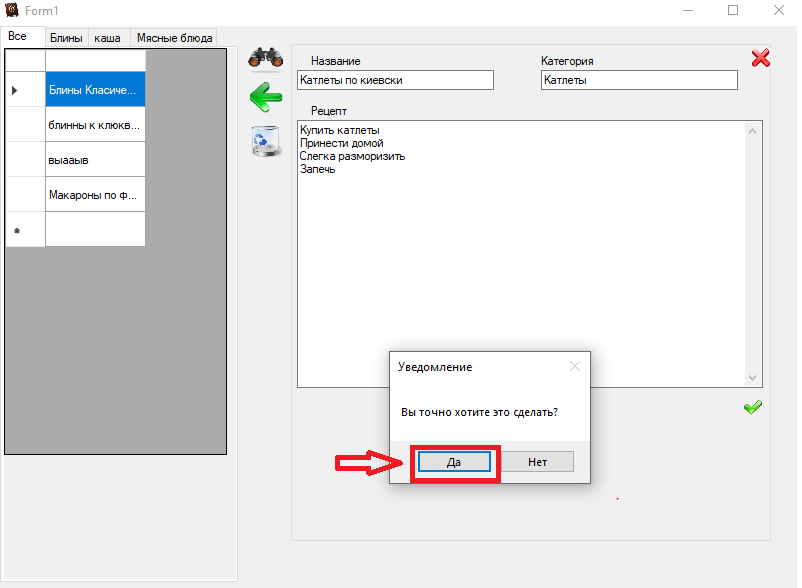 Form1
Все
Блины
каша
Мясные блюда
Блины Класиче...
блинны к клюкв...
выааыв
Макароны по ф...
Название
Категория
Катлеты по киевски
Катлеты
Рецепт
Купить катлеты
Принести домой
Слегка разморизить
Запечь
Уведомление
Вы точно хотите это сделать?
Да
Нет